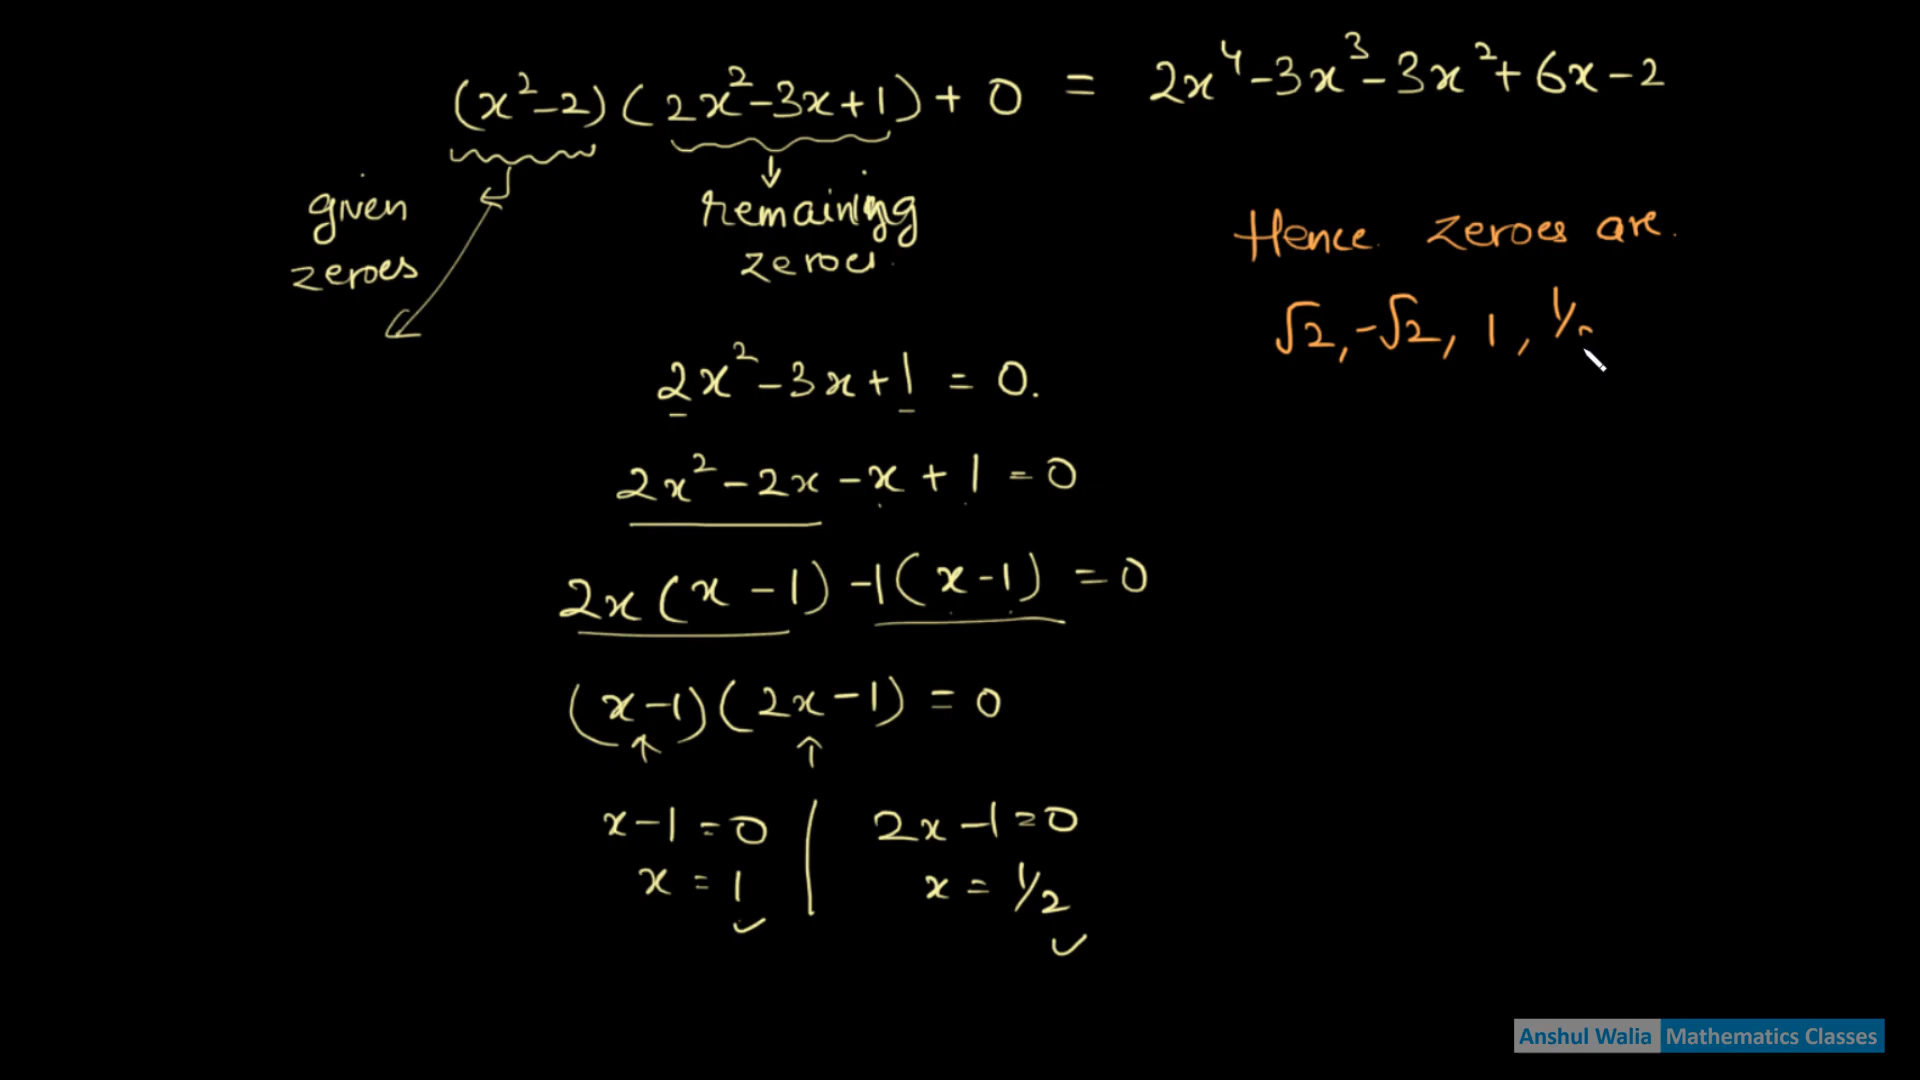 (x²-2)(2x²-3x+1)+0 = 2x⁴-3x³-3x²+6x-2
given
zeroes
remaining
zeroes
2x²-3x+1=0.
2x²-2x-x+1=0
2x(x-1)-1(x-1)=0
(x-1)(2x-1)=0
x-1=0 | 2x-1=0
x=1 | x=1/2
Hence zeroes are.
√2, -√2, 1,
Anshul Walia Mathematics Classes